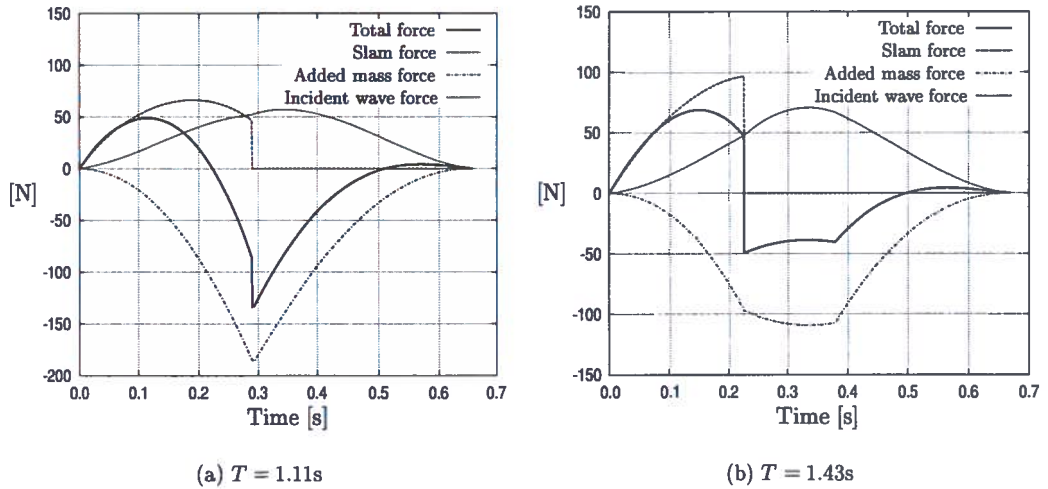 150
100
50
0
-50
-100
-150
-200
[N]
Total force
Slam force
Added mass force
Incident wave force
0.0 0.1 0.2 0.3 0.4 0.5 0.6 0.7
Time [s]
(a) T = 1.11s
150
100
50
0
-50
-100
-150
[N]
Total force
Slam force
Added mass force
Incident wave force
0.0 0.1 0.2 0.3 0.4 0.5 0.6 0.7
Time [s]
(b) T = 1.43s